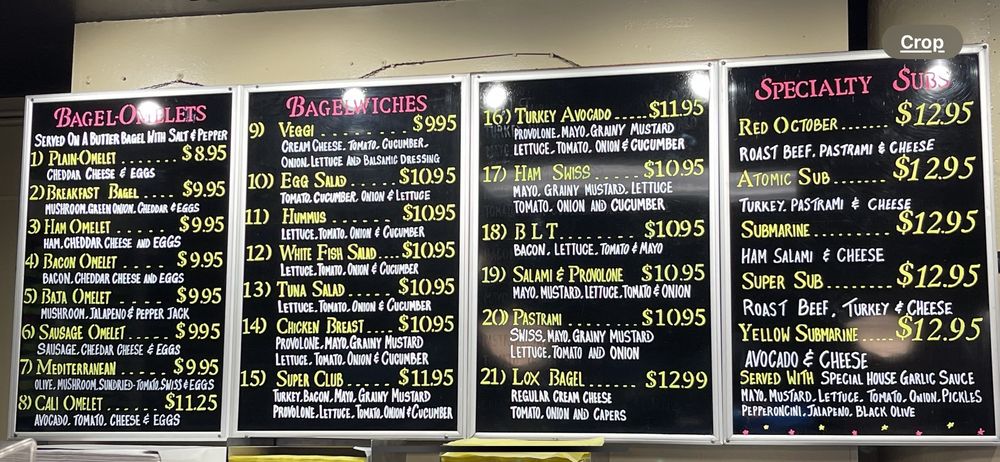 Crop
BAGEL-OMELETS
SERVED ON A BUTTER BAGEL WITH SALT & PEPPER
1) PLAIN-OMELET ....... $8.95
CHEDDAR CHEESE & EGGS
2) BREAKFAST BAGEL .... $9.95
MUSHROOM, GREEN ONION, CHEDDAR & EGGS
3) HAM OMELET ....... $9.95
HAM, CHEDDAR CHEESE AND EGGS
4) BACON OMELET ..... $9.95
BACON, CHEDDAR CHEESE AND EGGS
5) BAJA OMELET ...... $9.95
MUSHROOM, JALAPENO & PEPPER JACK
6) SAUSAGE OMELET .... $9.95
SAUSAGE, CHEDAR CHEESE & EGGS
7) MEDITERRANEAN ..... $9.95
OLIVE, MUSHROOM, SUNDRIED-TOMATO, SWISS & EGGS
8) CALI OMELET ...... $11.25
AVOCADO, TOMATO, CHEESE & EGGS
BAGELWICHES
9) VEGGI ............ $9.95
CREAM CHEESE, TOMATO, CUCUMBER,
ONION, LETTUCE AND BALSAMIC DRESSING
10) EGG SALAD ...... $10.95
TOMATO, CUCUMBER, ONION & LETTUCE
11) HUMMUS ......... $10.95
LETTUCE, TOMATO, ONION & CUCUMBER
12) WHITE FISH SALAD .... $10.95
LETTUCE, TOMATO, ONION & CUCUMBER
13) TUNA SALAD ..... $10.95
LETTUCE, TOMATO, ONION & CUCUMBER
14) CHICKEN BREAST .... $10.95
PROVOLONE, MAYO, GRAINY MUSTARD
LETTUCE, TOMATO, ONION & CUCUMBER
15) SUPER CLUB ...... $11.95
TURKEY, BACON, MAYO, GRAINY MUSTARD
PROVOLONE, LETTUCE, TOMATO, ONION & CUCUMBER
16) TURKEY AVOCADO ..... $11.95
PROVOLONE, MAYO, GRAINY MUSTARD
LETTUCE, TOMATO, ONION & CUCUMBER
17) HAM SWISS ...... $10.95
MAYO, GRAINY MUSTARD, LETTUCE
TOMATO, ONION AND CUCUMBER
18) B L T ......... $10.95
BACON, LETTUCE, TOMATO & MAYO
19) SALAMI & PROVOLONE $10.95
MAYO, MUSTARD, LETTUCE, TOMATO & ONION
20) PASTRAMI ........ $10.95
SWISS, MAYO, GRAINY MUSTARD
LETTUCE, TOMATO AND ONION
21) LOX BAGEL ....... $12.99
REGULAR CREAM CHEESE
TOMATO, ONION AND CAPERS
SPECIALTY SUBS
RED OCTOBER ....... $12.95
ROAST BEEF, PASTRAMI & CHEESE
ATOMIC SUB ........ $12.95
TURKEY, PASTRAMI & CHEESE
SUBMARINE ......... $12.95
HAM SALAMI & CHEESE
SUPER SUB ......... $12.95
ROAST BEEF, TURKEY & CHEESE
YELLOW SUBMARINE ..... $12.95
AVOCADO & CHEESE
SERVED WITH SPECIAL HOUSE GARLIC SAUCE
MAYO, MUSTARD, LETTUCE, TOMATO, ONION, PICKLES
PEPPERONCINI, JALAPENO, BLACK OLIVE